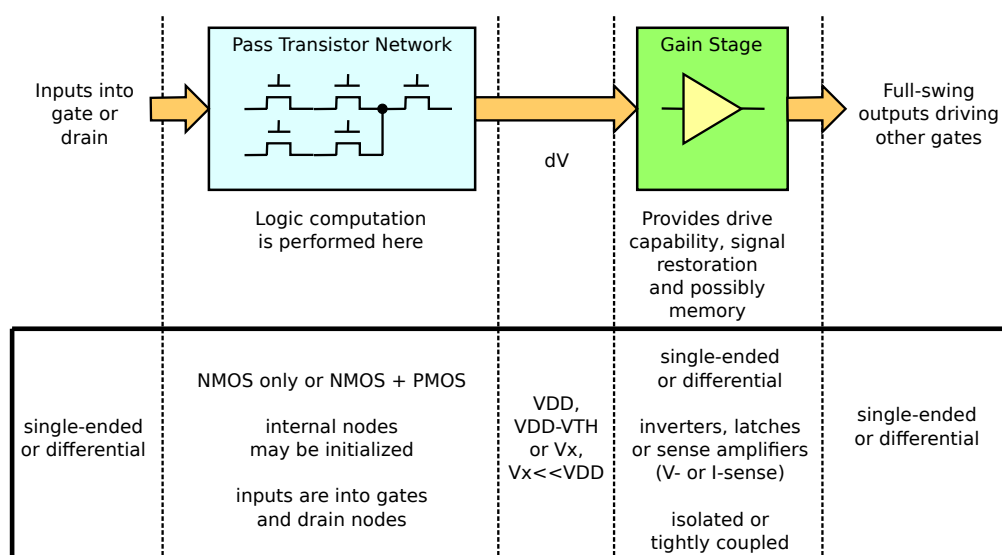 Pass Transistor Network
Gain Stage
Inputs into
gate or
drain
dV
Full-swing
outputs driving
other gates
Logic computation
is performed here
Provides drive
capability, signal
restoration
and possibly
memory
single-ended
or differential
NMOS only or NMOS + PMOS
internal nodes
may be initialized
inputs are into gates
and drain nodes
VDD,
VDD-VTH
or Vx,
Vx<<VDD
single-ended
or differential
inverters, latches
or sense amplifiers
(V- or I-sense)
isolated or
tightly coupled
single-ended
or differential